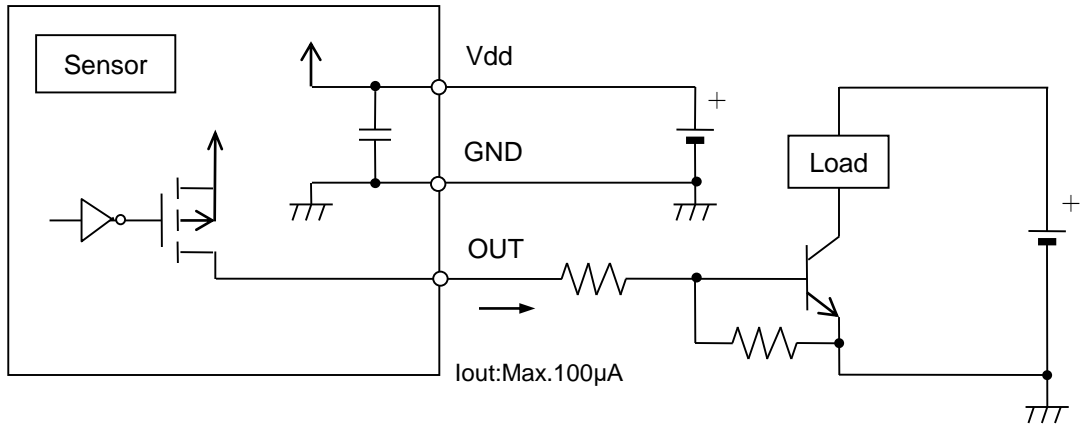 Sensor
Vdd
+
GND
Load
+
OUT
Iout:Max.100µA